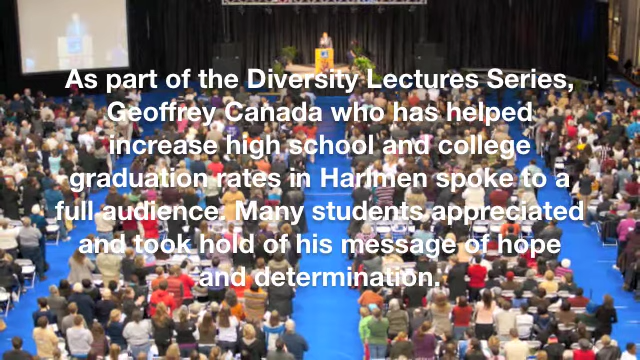 As part of the Diversity Lectures Series,
Geoffrey Canada who has helped
increase high school and college
graduation rates in Harlmen spoke to a
full audience. Many students appreciated
and took hold of his message of hope
and determination.